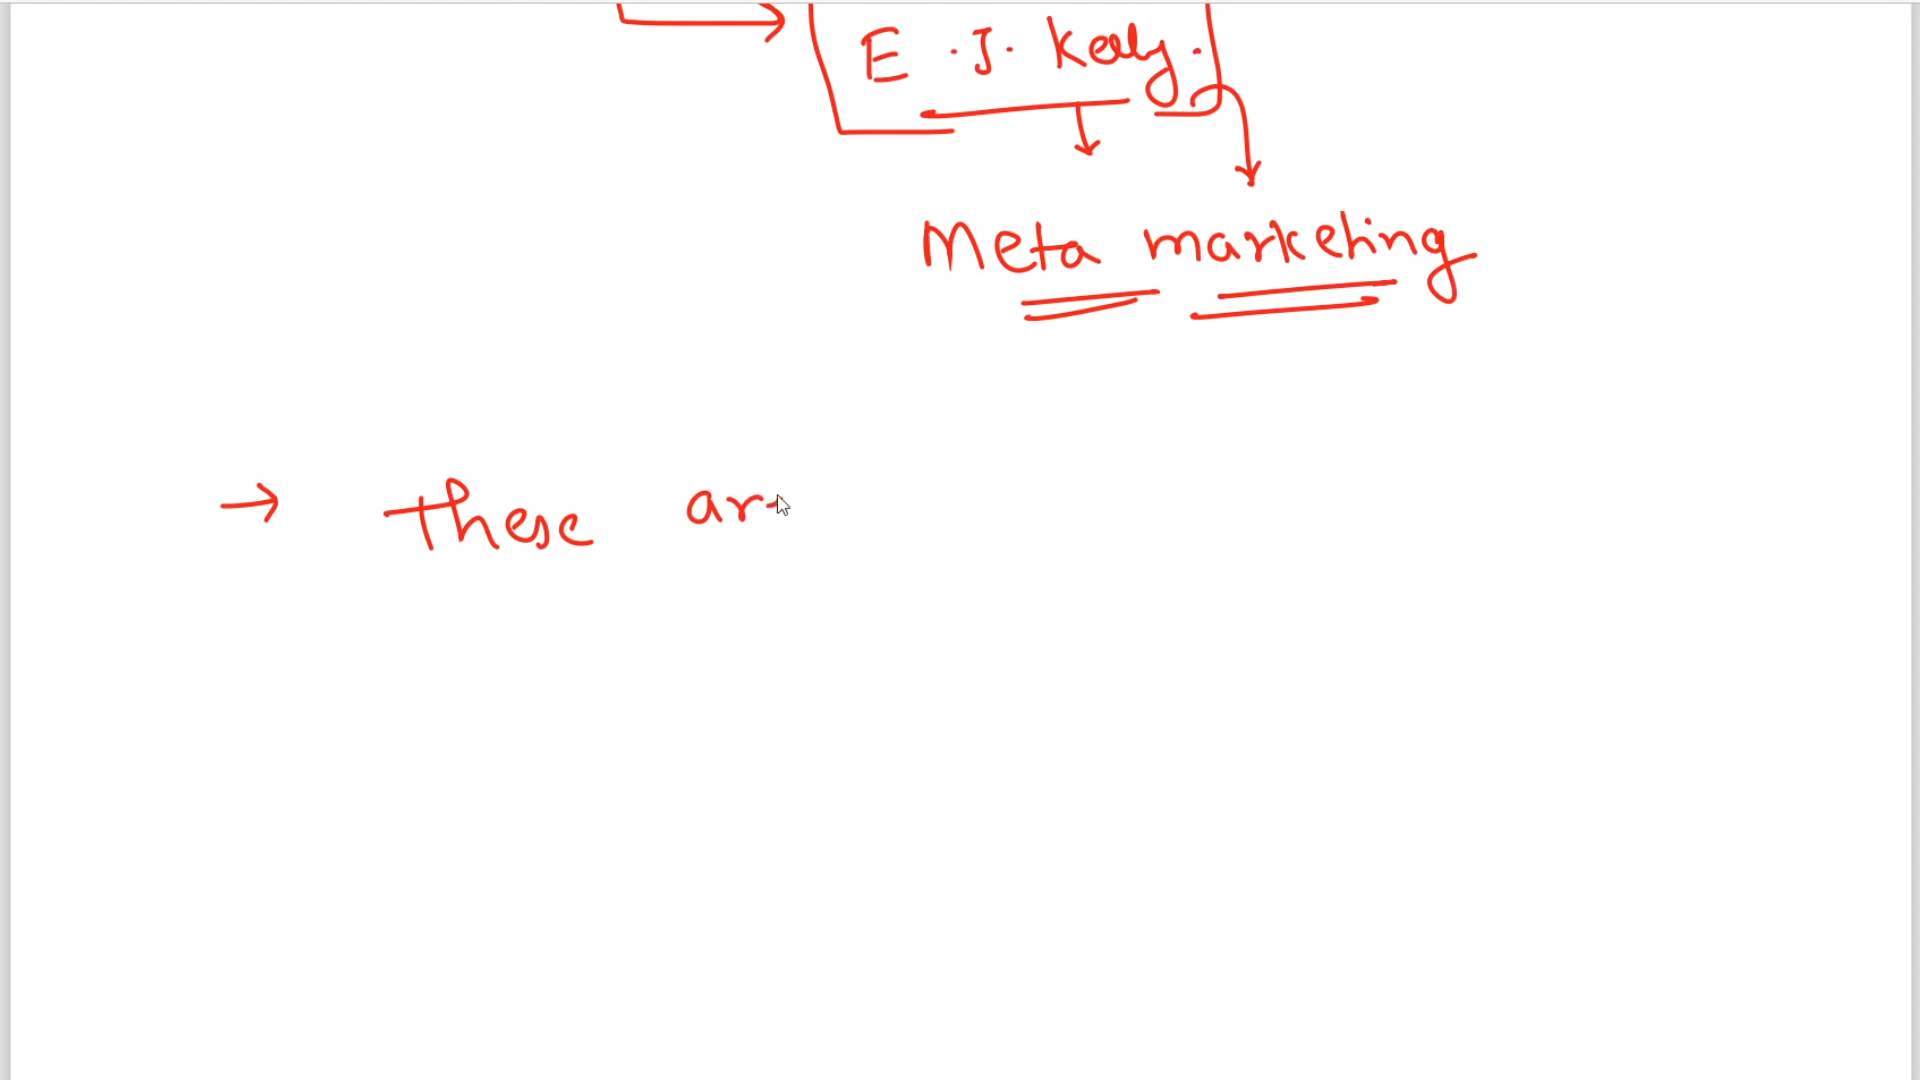 E.J. Kelly.
Meta marketing
→ These ar